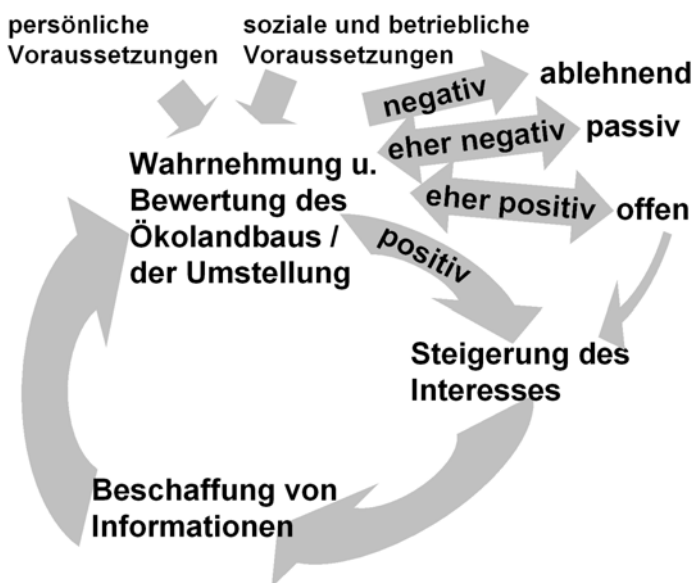 persönliche
Voraussetzungen
soziale und betriebliche
Voraussetzungen
negativ
ablehnend
eher negativ
passiv
eher positiv
offen
Wahrnehmung u.
Bewertung des
Ökolandbaus /
der Umstellung
positiv
Steigerung des
Interesses
Beschaffung von
Informationen